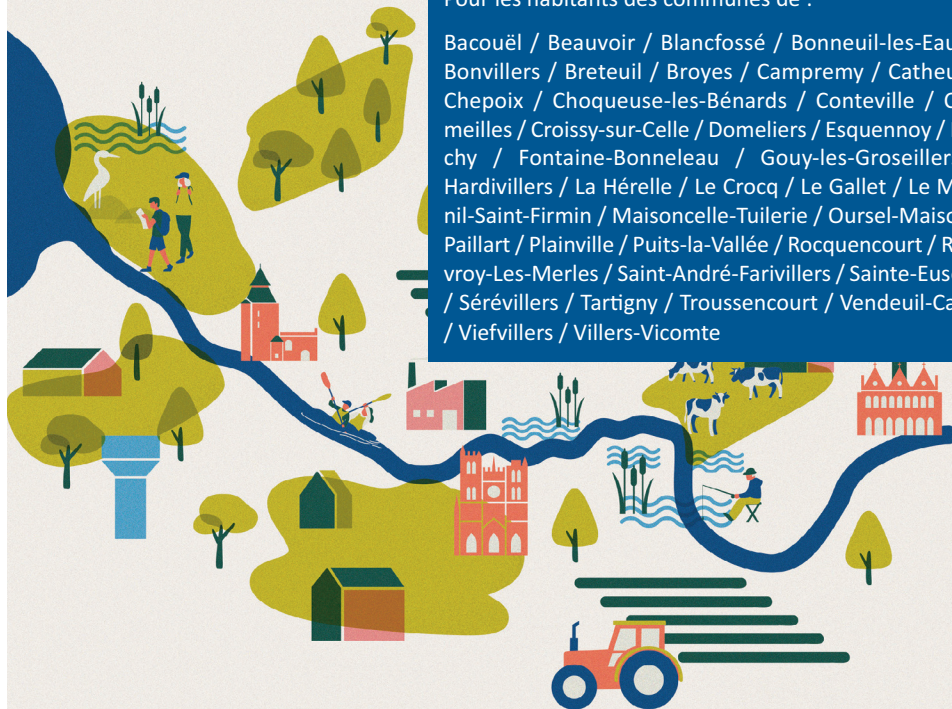 Pour les habitants des communes de :
Bacouël / Beauvoir / Blancfossé / Bonneuil-les-Eau
Bonvillers / Breteuil / Broyes / Campremy / Catheu
Chepoix / Choqueuse-les-Bénards / Conteville / C
meilles / Croissy-sur-Celle / Domeliers / Esquennoy /
chy / Fontaine-Bonneleau / Gouy-les-Groseiller
Hardivillers / La Hérelle / Le Crocq / Le Gallet / Le M
nil-Saint-Firmin / Maisoncelle-Tuilerie / Oursel-Maiso
Paillart / Plainville / Puits-la-Vallée / Rocquencourt / R
vroy-Les-Merles / Saint-André-Farivillers / Sainte-Eus
/ Sérévillers / Tartigny / Troussencourt / Vendeuil-Ca
/ Viefvillers / Villers-Vicomte